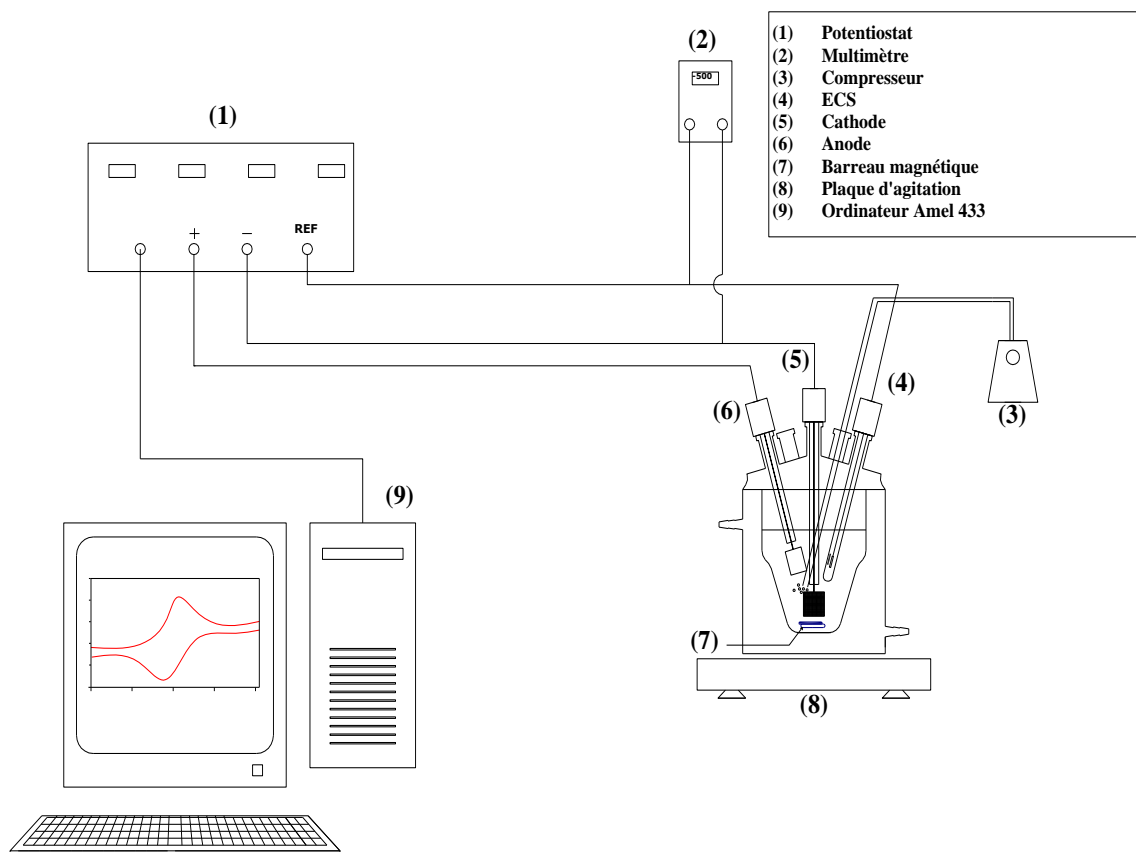 (1) Potentiostat
(2) Multimètre
(3) Compresseur
(4) ECS
(5) Cathode
(6) Anode
(7) Barreau magnétique
(8) Plaque d'agitation
(9) Ordinateur Amel 433
(2)
-500
(1)
+ − REF
(5)
(4)
(6)
(3)
(9)
(7)
(8)